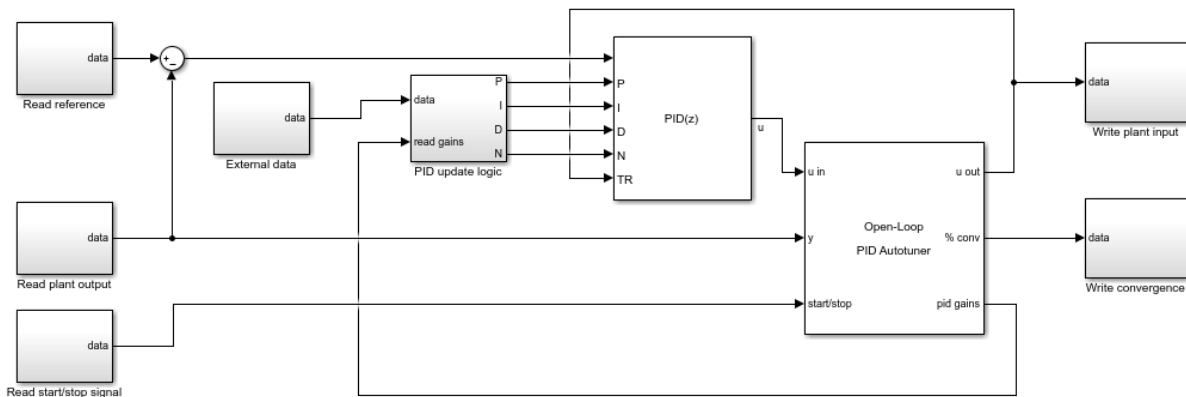 data
Read reference
+
−
data
External data
data
read gains
P
I
D
N
PID update logic
P
I
D
N
TR
PID(z)
u
data
Write plant input
data
Read plant output
u in
y
start/stop
Open-Loop
PID Autotuner
u out
% conv
pid gains
data
Write convergence
data
Read start/stop signal